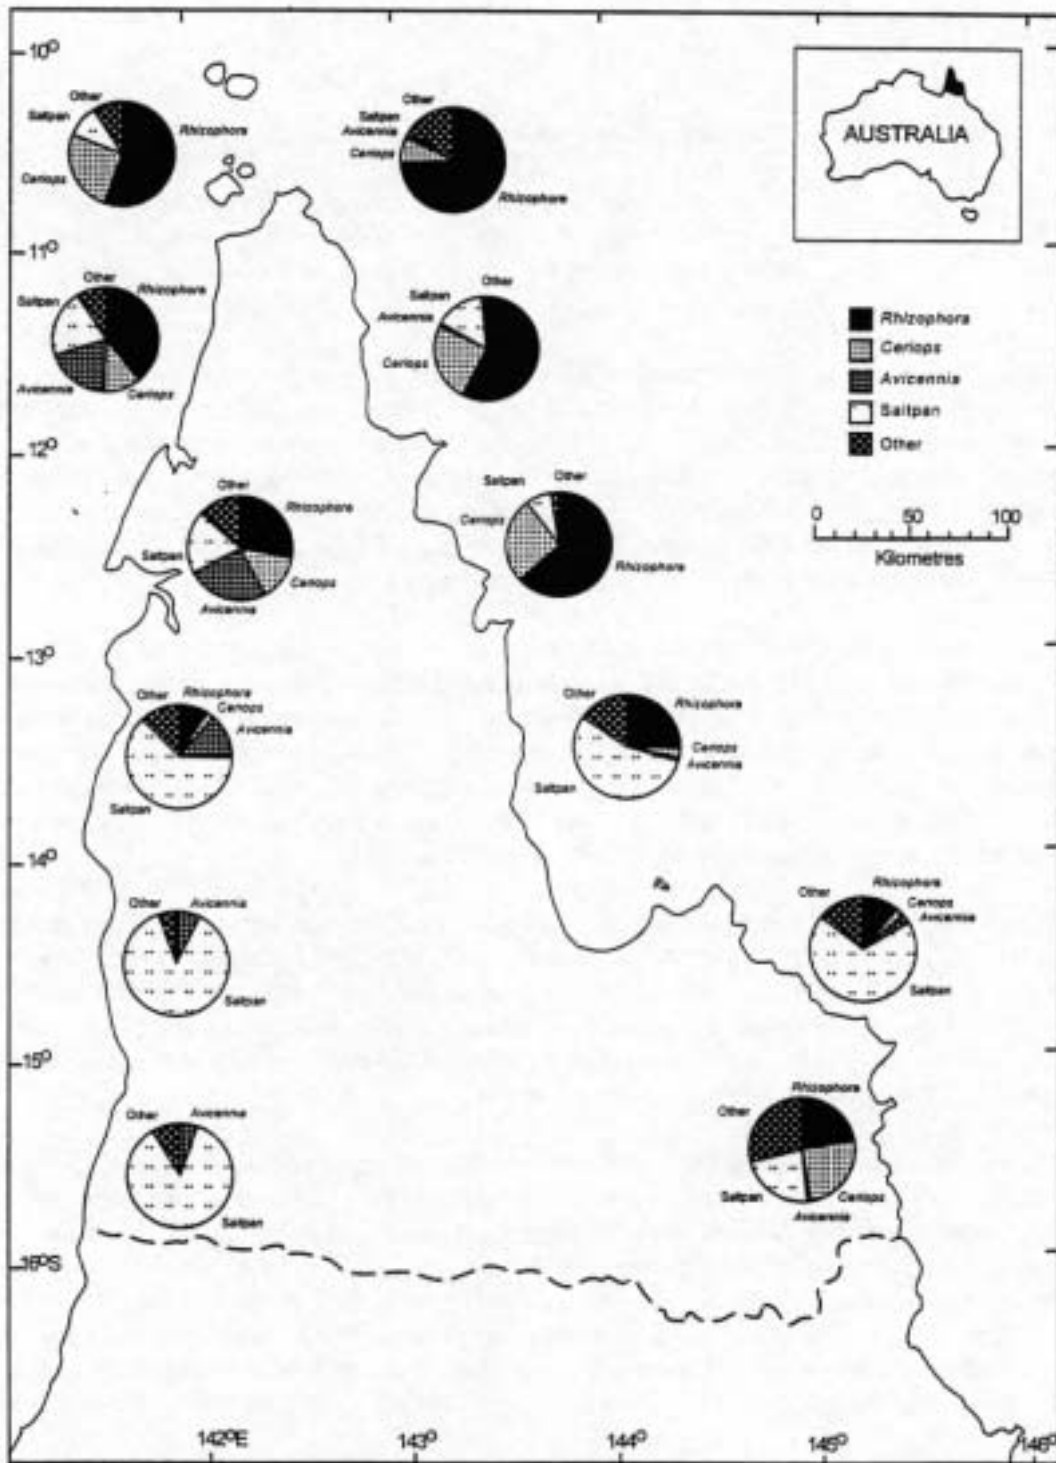 10°
11°
12°
13°
14°
15°
16°S
142°E
143°
144°
145°
146°
AUSTRALIA
Rhizophora
Ceriops
Avicennia
Saltpan
Other
0 50 100
Kilometres
Other
Saltpan
Rhizophora
Ceriops
Other
Saltpan
Avicennia
Ceriops
Rhizophora
Other
Rhizophora
Saltpan
Avicennia
Ceriops
Other
Saltpan
Avicennia
Ceriops
Other
Rhizophora
Saltpan
Ceriops
Avicennia
Saltpan
Other
Ceriops
Rhizophora
Other
Rhizophora
Ceriops
Avicennia
Saltpan
Other
Rhizophora
Ceriops
Avicennia
Saltpan
Other
Avicennia
Saltpan
Other
Rhizophora
Ceriops
Avicennia
Saltpan
Other
Avicennia
Saltpan
Rhizophora
Other
Saltpan
Ceriops
Avicennia